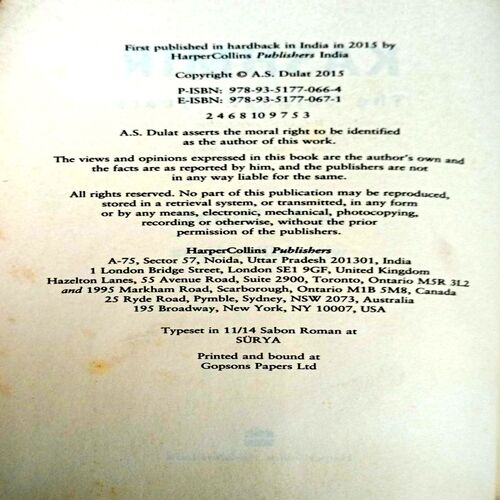 First published in hardback in India in 2015 by
HarperCollins Publishers India
Copyright © A.S. Dulat 2015
P-ISBN: 978-93-5177-066-4
E-ISBN: 978-93-5177-067-1
2 4 6 8 10 9 7 5 3
A.S. Dulat asserts the moral right to be identified
as the author of this work.
The views and opinions expressed in this book are the author's own and
the facts are as reported by him, and the publishers are not
in any way liable for the same.
All rights reserved. No part of this publication may be reproduced,
stored in a retrieval system, or transmitted, in any form
or by any means, electronic, mechanical, photocopying,
recording or otherwise, without the prior
permission of the publishers.
HarperCollins Publishers
A-75, Sector 57, Noida, Uttar Pradesh 201301, India
1 London Bridge Street, London SE1 9GF, United Kingdom
Hazelton Lanes, 55 Avenue Road, Suite 2900, Toronto, Ontario M5R 3L2
and 1995 Markham Road, Scarborough, Ontario M1B 5M8, Canada
25 Ryde Road, Pymble, Sydney, NSW 2073, Australia
195 Broadway, New York, NY 10007, USA
Typeset in 11/14 Sabon Roman at
SÜRYA
Printed and bound at
Gopsons Papers Ltd